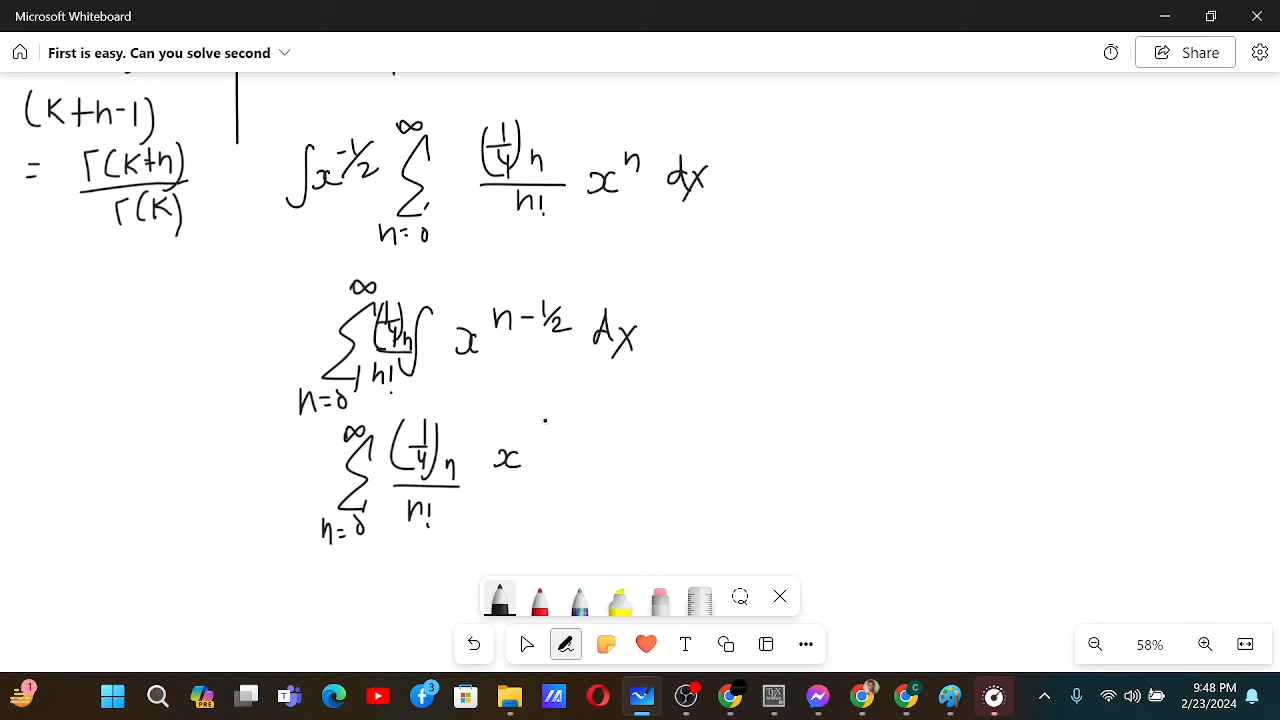 Microsoft Whiteboard
First is easy. Can you solve second
Share
(K+n-1)
= Γ(K+n) / Γ(K)
∫x^{-1/2} ∑_{n=0}^{∞} (1/4)_n / n! x^n dx
∑_{n=0}^{∞} (1/4)_n / n! ∫ x^{n-1/2} dx
∑_{n=0}^{∞} (1/4)_n / n! x
58%
9:48 PM
2/23/2024